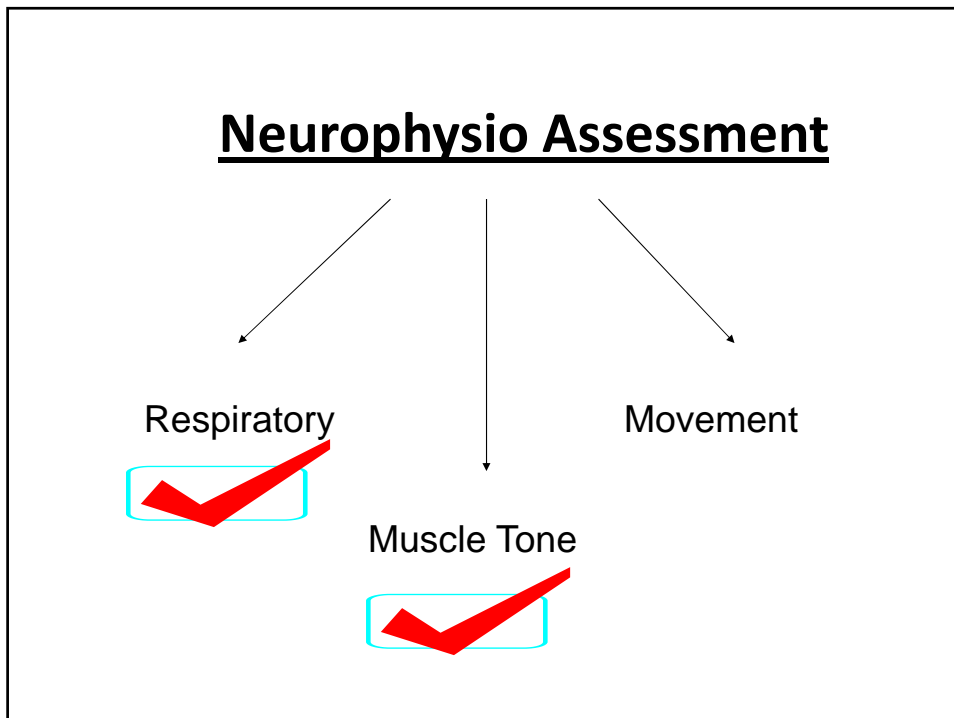 Neurophysio Assessment
Respiratory
Movement
Muscle Tone